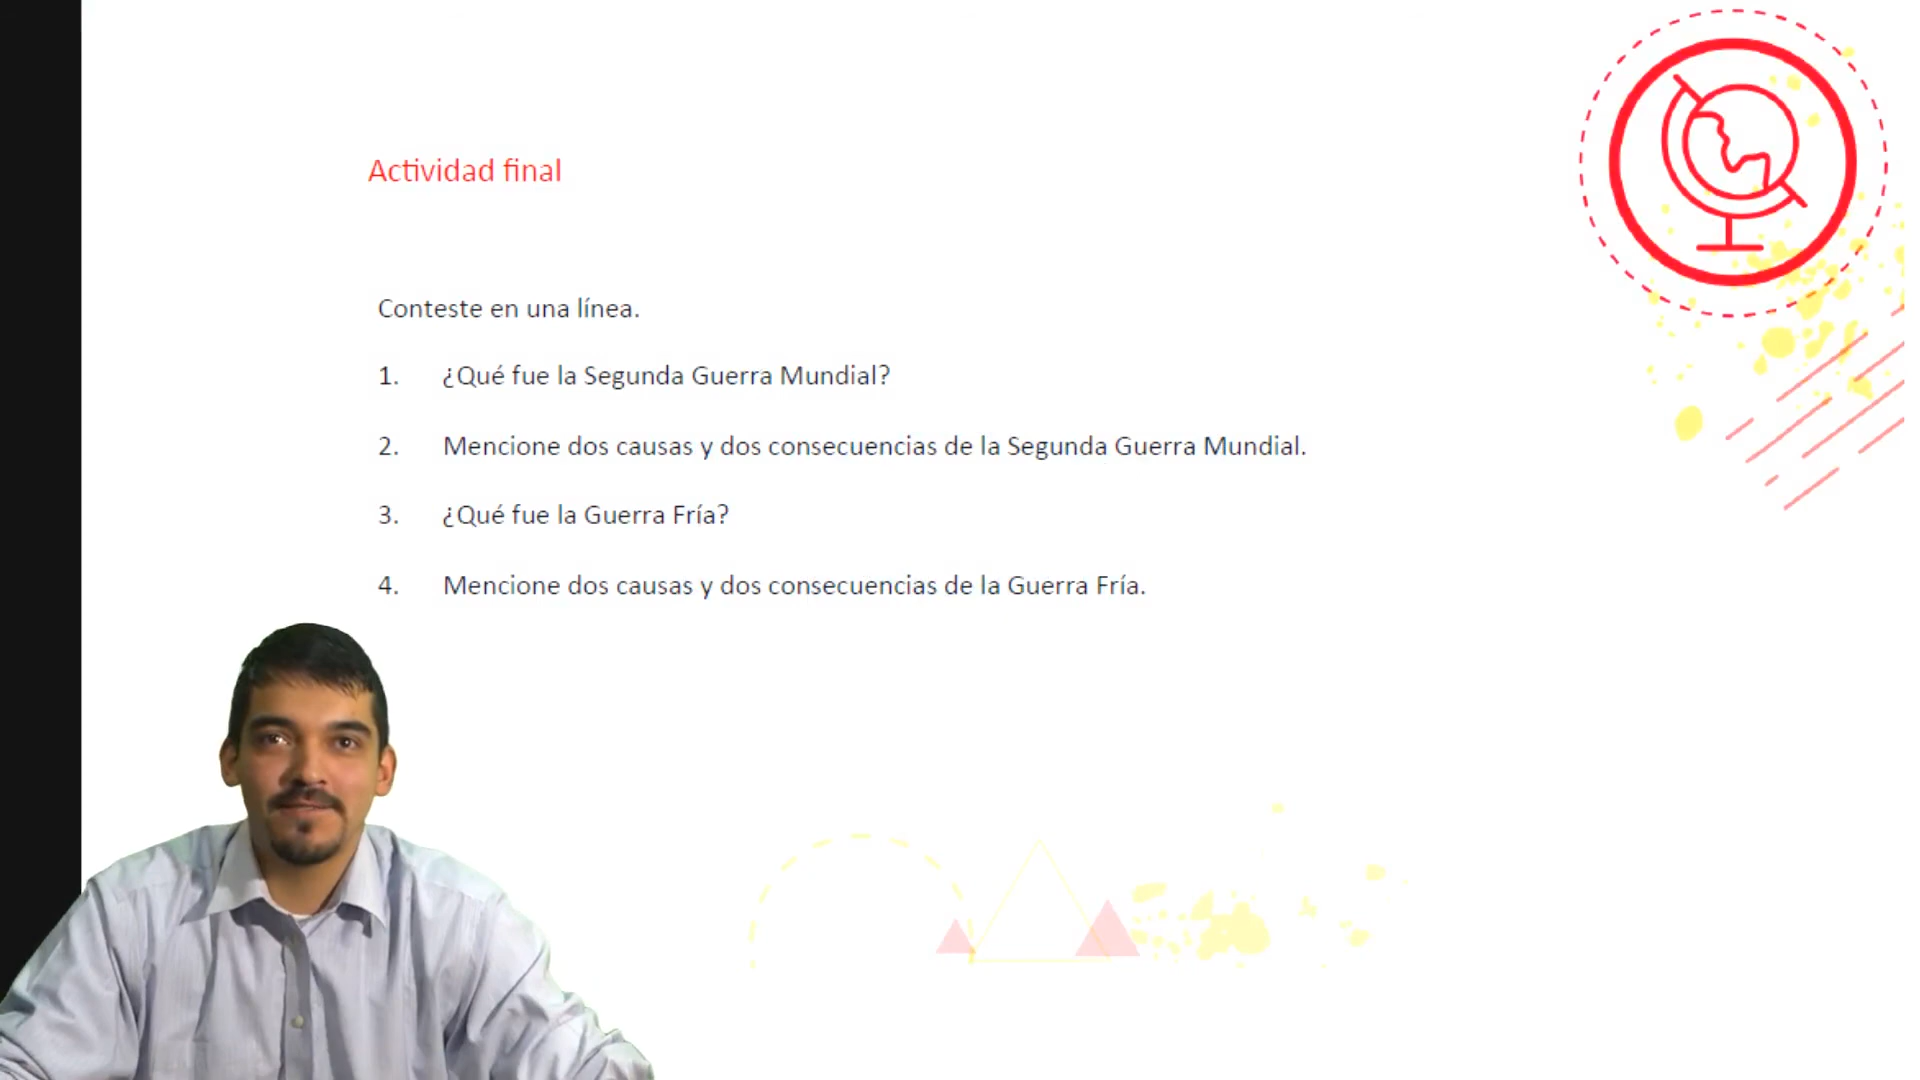 Actividad final
Conteste en una línea.
1. ¿Qué fue la Segunda Guerra Mundial?
2. Mencione dos causas y dos consecuencias de la Segunda Guerra Mundial.
3. ¿Qué fue la Guerra Fría?
4. Mencione dos causas y dos consecuencias de la Guerra Fría.